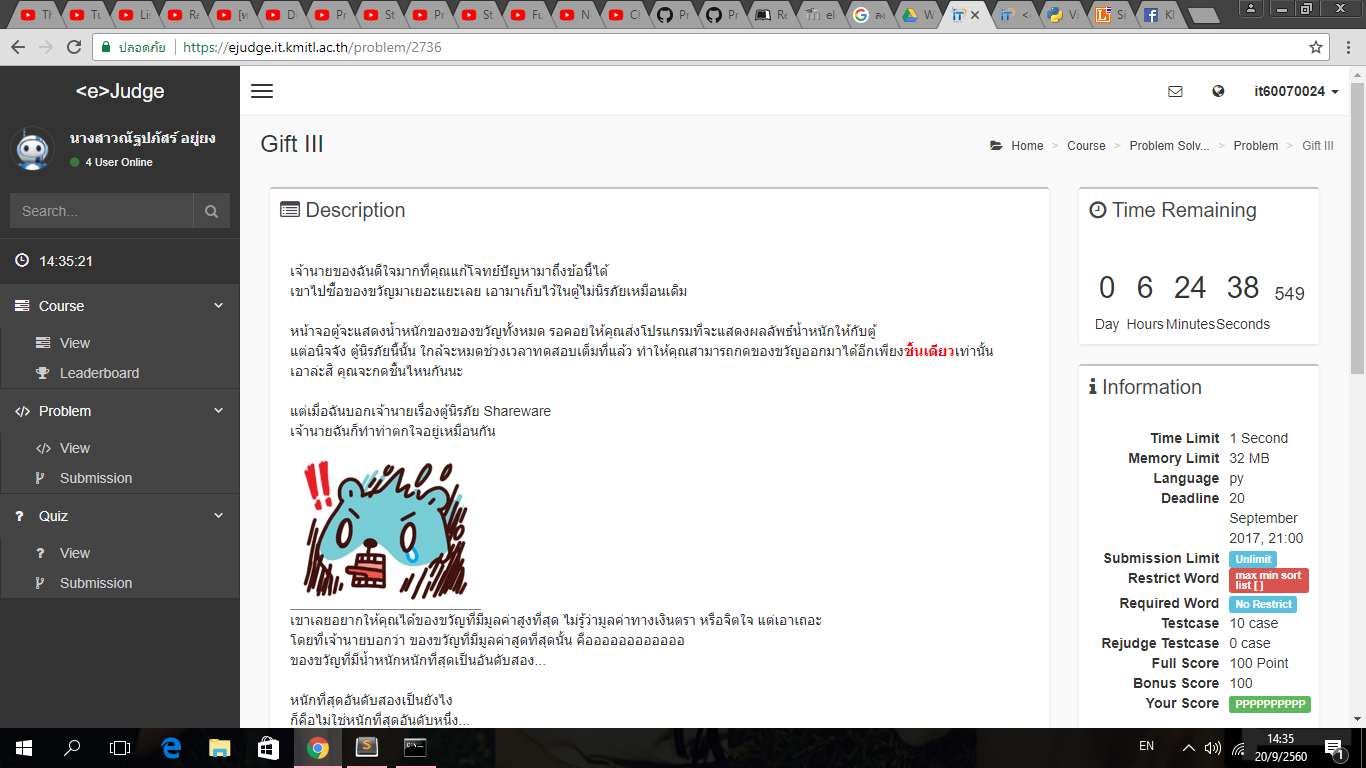 Th
Tu
Lis
Re
[ท
Di
Pr
St
Pr
St
Fu
N
Cl
Pr
Pr
Re
el
ลง
W
<e
Vi
Si
Kl
ปลอดภัย
https://ejudge.it.kmitl.ac.th/problem/2736
<e>Judge
it60070024
นางสาวณัฐปภัสร์ อยู่ยง
4 User Online
Gift III
Home > Course > Problem Solv... > Problem > Gift III
Search...
14:35:21
Course
View
Leaderboard
Problem
View
Submission
Quiz
View
Submission
Description
เจ้านายของฉันดีใจมากที่คุณแก้โจทย์ปัญหามาถึงข้อนี้ได้
เขาไปซื้อของขวัญมาเยอะแยะเลย เอามาเก็บไว้ในตู้ไม่นิรภัยเหมือนเดิม
หน้าจอตู้จะแสดงน้ำหนักของของขวัญทั้งหมด รอคอยให้คุณส่งโปรแกรมที่จะแสดงผลลัพธ์น้ำหนักให้กับตู้
แต่อนิจจัง ตู้นิรภัยนี้นั้น ใกล้จะหมดช่วงเวลาทดสอบเต็มที่แล้ว ทำให้คุณสามารถกดของขวัญออกมาได้อีกเพียงชิ้นเดียวเท่านั้น
เอาล่ะสิ คุณจะกดชิ้นไหนกันนะ
แต่เมื่อฉันบอกเจ้านายเรื่องตู้นิรภัย Shareware
เจ้านายฉันก็ทำท่าตกใจอยู่เหมือนกัน
!!
เขาเลยอยากให้คุณได้ของขวัญที่มีมูลค่าสูงที่สุด ไม่รู้ว่ามูลค่าทางเงินตรา หรือจิตใจ แต่เอาเถอะ
โดยที่เจ้านายบอกว่า ของขวัญที่มีมูลค่าสูดที่สุดนั้น คืออออออออออออ
ของขวัญที่มีน้ำหนักหนักที่สุดเป็นอันดับสอง...
หนักที่สุดอันดับสองเป็นยังไง
ก็คือไม่ใช่หนักที่สุดอันดับหนึ่ง...
Time Remaining
0 6 24 38 549
Day Hours Minutes Seconds
Information
Time Limit 1 Second
Memory Limit 32 MB
Language py
Deadline 20
September
2017, 21:00
Submission Limit Unlimit
Restrict Word max min sort
list [ ]
Required Word No Restrict
Testcase 10 case
Rejudge Testcase 0 case
Full Score 100 Point
Bonus Score 100
Your Score PPPPPPPPPP
EN
14:35
20/9/2560
1